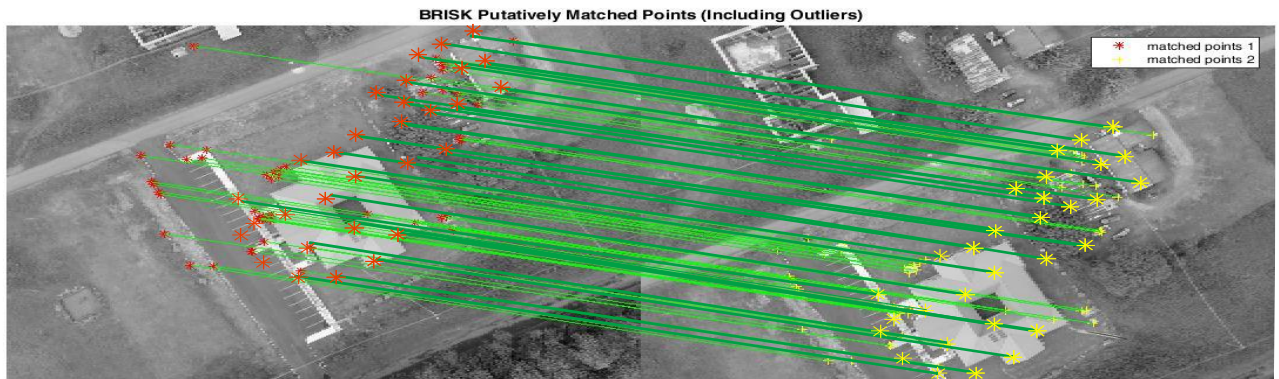 BRISK Putatively Matched Points (Including Outliers)
matched points 1
matched points 2